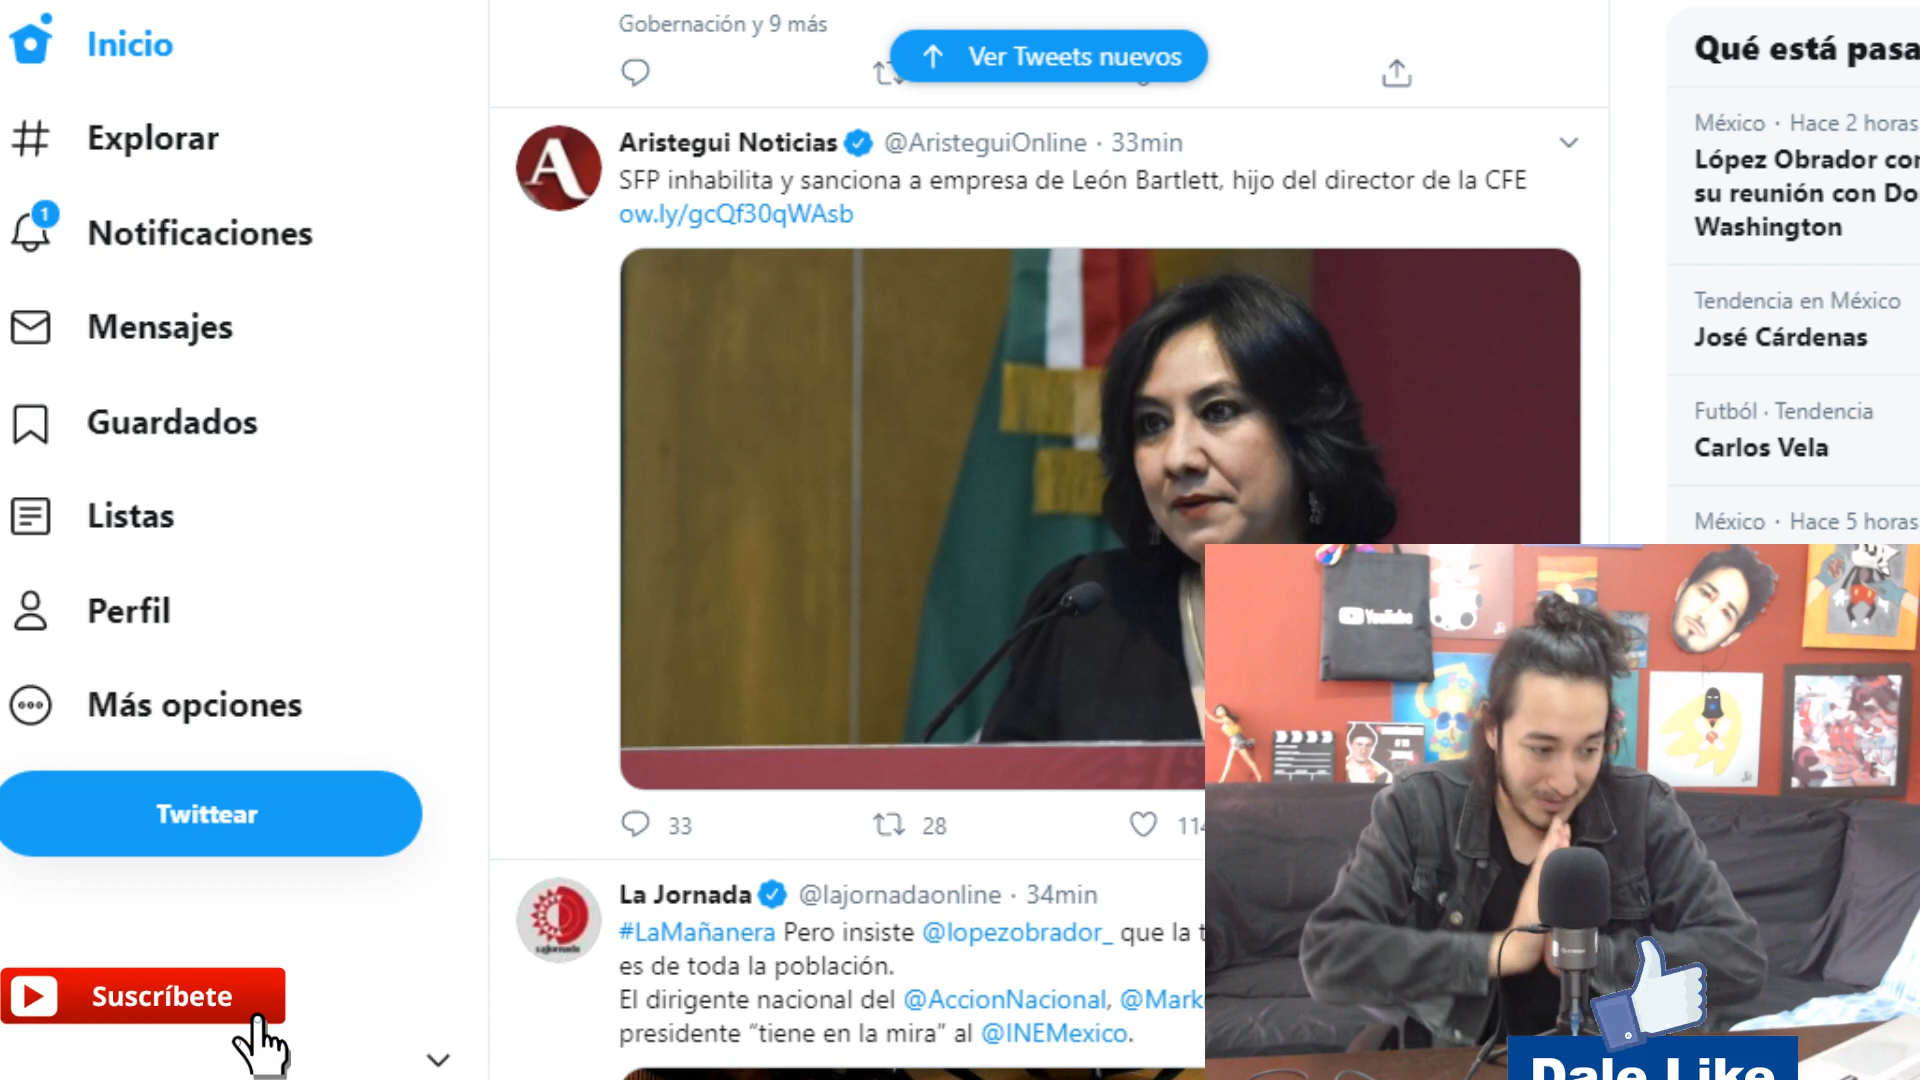 Inicio
Explorar
1
Notificaciones
Mensajes
Guardados
Listas
Perfil
Más opciones
Twittear
Suscríbete
Gobernación y 9 más
Ver Tweets nuevos
A
Aristegui Noticias @AristeguiOnline · 33min
SFP inhabilita y sanciona a empresa de León Bartlett, hijo del director de la CFE
ow.ly/gcQf30qWAsb
33 28 114
La Jornada @lajornadaonline · 34min
#LaMañanera Pero insiste @lopezobrador_ que la t
es de toda la población.
El dirigente nacional del @AccionNacional, @Mark
presidente “tiene en la mira” al @INEMexico.
Qué está pasa
México · Hace 2 horas
López Obrador con
su reunión con Do
Washington
Tendencia en México
José Cárdenas
Futból · Tendencia
Carlos Vela
México · Hace 5 horas
YouTube
Dale Like